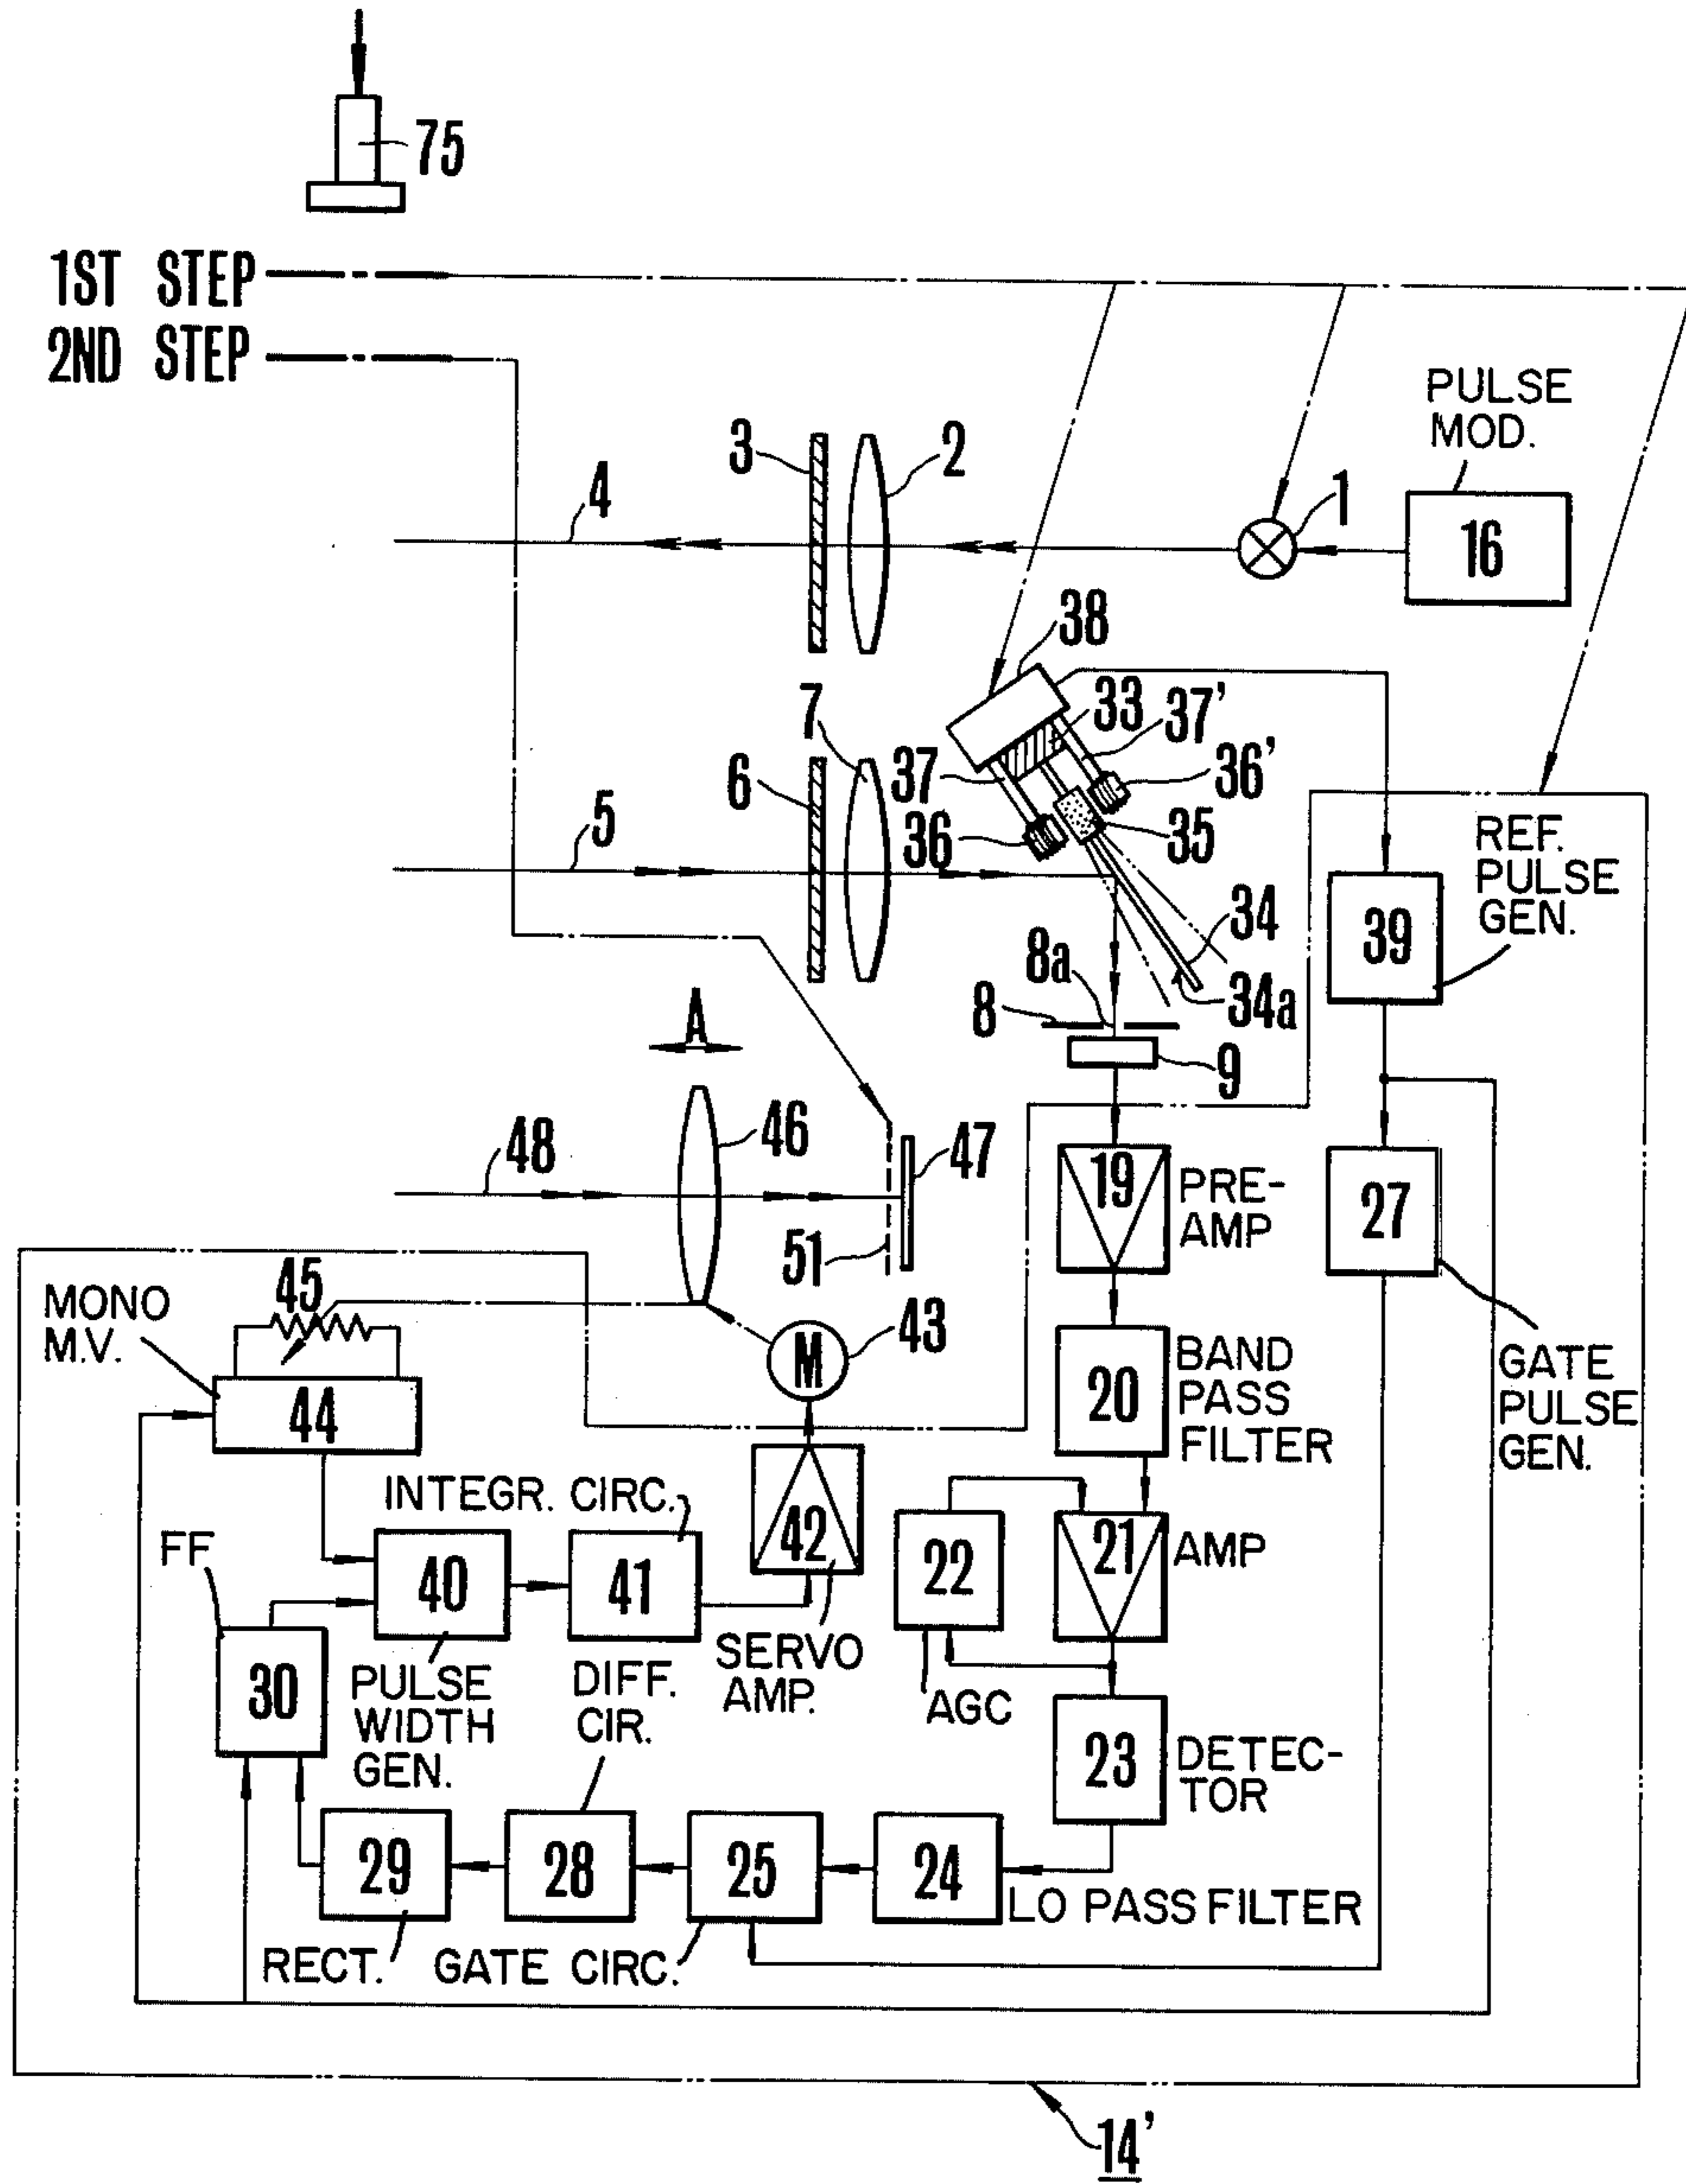 75
1ST STEP
2ND STEP
PULSE
MOD.
3
2
4
1
16
38
7
33
37'
6
37
36'
5
36
35
REF.
PULSE
GEN.
34
39
8a
8
34a
A
9
46
48
47
19
PRE-
AMP
27
51
45
MONO
M.V.
43
M
BAND
PASS
FILTER
20
GATE
PULSE
GEN.
44
INTEGR. CIRC.
42
FF
40
41
22
21
AMP
SERVO
AMP.
30
PULSE
WIDTH
GEN.
DIFF.
CIR.
AGC
23
DETEC-
TOR
29
28
25
24
LO PASS FILTER
RECT.
GATE CIRC.
14'